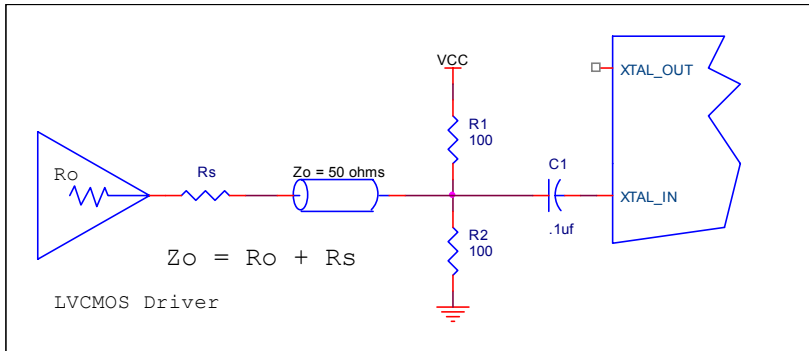 VCC
XTAL_OUT
R1
100
Ro
Rs
Zo = 50 ohms
C1
XTAL_IN
.1uf
R2
100
Zo = Ro + Rs
LVCMOS Driver